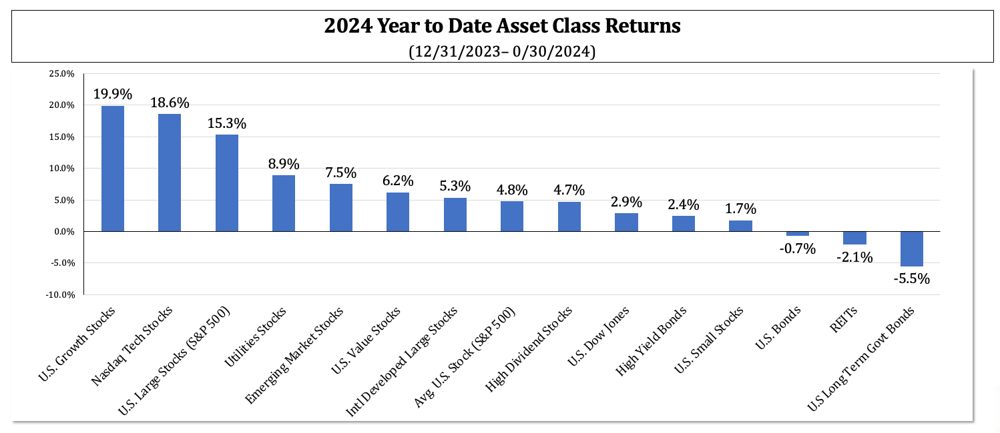 2024 Year to Date Asset Class Returns
(12/31/2023– 0/30/2024)
25.0%
20.0%
15.0%
10.0%
5.0%
0.0%
-5.0%
-10.0%
19.9%
18.6%
15.3%
8.9%
7.5%
6.2%
5.3%
4.8%
4.7%
2.9%
2.4%
1.7%
-0.7%
-2.1%
-5.5%
U.S. Growth Stocks
Nasdaq Tech Stocks
U.S. Large Stocks (S&P 500)
Utilities Stocks
Emerging Market Stocks
U.S. Value Stocks
Int'l Developed Large Stocks
Avg. U.S. Stock (S&P 500)
High Dividend Stocks
U.S. Dow Jones
High Yield Bonds
U.S. Small Stocks
U.S. Bonds
REITs
U.S Long Term Govt Bonds